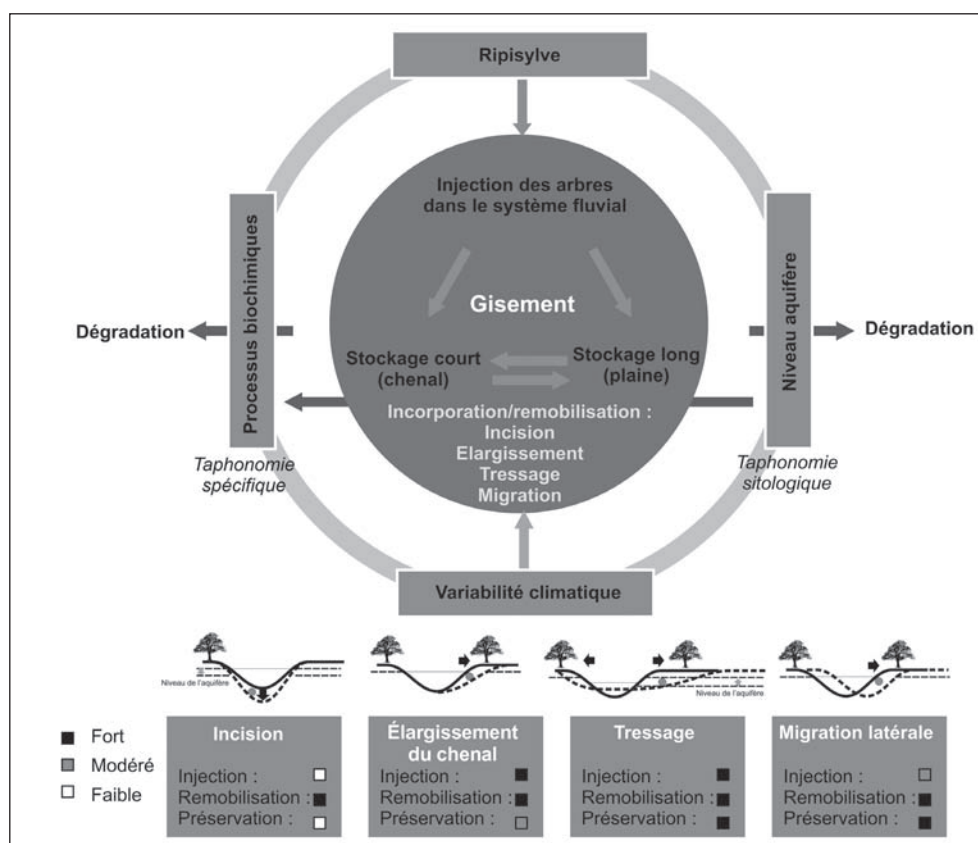 Ripisylve
Injection des arbres
dans le système fluvial
Gisement
Processus biochimiques
Niveau aquifère
Dégradation
Dégradation
Stockage court
(chenal)
Stockage long
(plaine)
Incorporation/remobilisation :
Incision
Elargissement
Tressage
Migration
Taphonomie
spécifique
Taphonomie
sitologique
Variabilité climatique
Niveau de l'aquifère
Niveau de l'aquifère
Fort
Modéré
Faible
Incision
Injection :
Remobilisation :
Préservation :
Élargissement
du chenal
Injection :
Remobilisation :
Préservation :
Tressage
Injection :
Remobilisation :
Préservation :
Migration latérale
Injection :
Remobilisation :
Préservation :